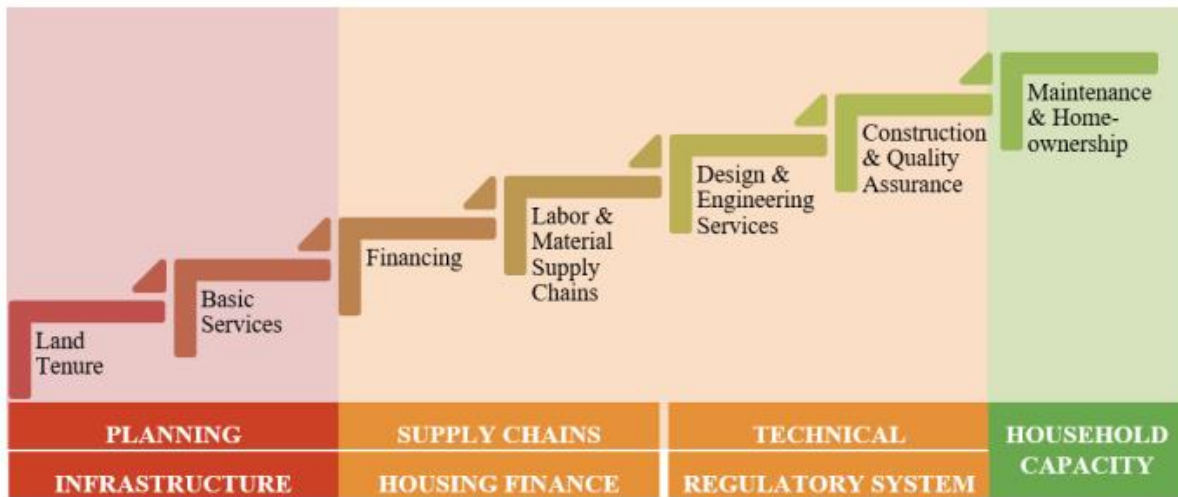 Land
Tenure
Basic
Services
Financing
Labor &
Material
Supply
Chains
Design &
Engineering
Services
Construction
& Quality
Assurance
Maintenance
& Home-
ownership
PLANNING
INFRASTRUCTURE
SUPPLY CHAINS
HOUSING FINANCE
TECHNICAL
REGULATORY SYSTEM
HOUSEHOLD
CAPACITY